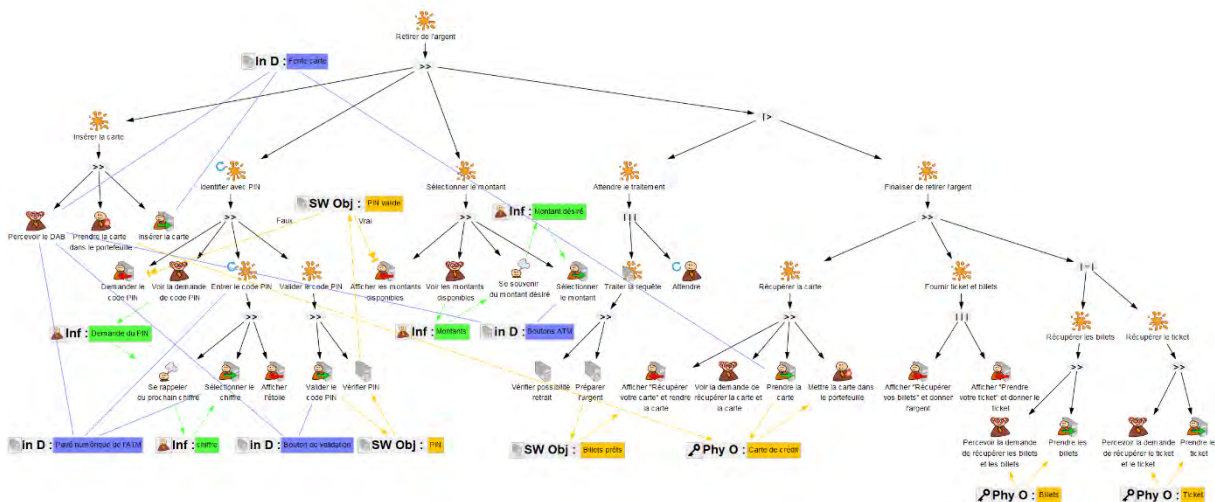 Retirer de l'argent
>>
In D : Fente carte
Insérer la carte
|>
>>
Identifier avec PIN
Sélectionner le montant
Attendre le traitement
Finaliser de retirer l'argent
SW Obj : PIN valide
Inf : Montant désiré
>>
>>
|||
>>
Faux
Vrai
Percevoir le DAB
Prendre la carte
dans le portefeuille
Insérer la carte
|=|
Demander le
code PIN
Voir la demande
de code PIN
Entrer le code PIN
Valider le code PIN
Afficher les montants
disponibles
Voir les montants
disponibles
Se souvenir
du montant désiré
Sélectionner
le montant
Traiter la requête
Attendre
Récupérer la carte
Fournir ticket et billets
Inf : Demande du PIN
>>
>>
Inf : Montants
in D : Boutons ATM
>>
>>
|||
Récupérer les billets
Récupérer le ticket
Se rappeler
du prochain chiffre
Sélectionner le
chiffre
Afficher
l'étoile
Valider le
code PIN
Vérifier PIN
Vérifier possibilité
retrait
Préparer
l'argent
Afficher "Récupérer
votre carte" et rendre
la carte
Voir la demande de
récupérer la carte et la
carte
Prendre la
carte
Mettre la carte dans
le portefeuille
Afficher "Récupérer
vos billets" et donner
l'argent
Afficher "Prendre
votre ticket" et donner le
ticket
>>
>>
in D : Pavé numérique de l'ATM
Inf : chiffre
in D : Bouton de validation
SW Obj : PIN
SW Obj : Billets prêts
Phy O : Carte de crédit
Percevoir la demande
de récupérer les billets
et les billets
Prendre les
billets
Percevoir la demande
de récupérer le ticket
et le ticket
Prendre le
ticket
Phy O : Billets
Phy O : Ticket